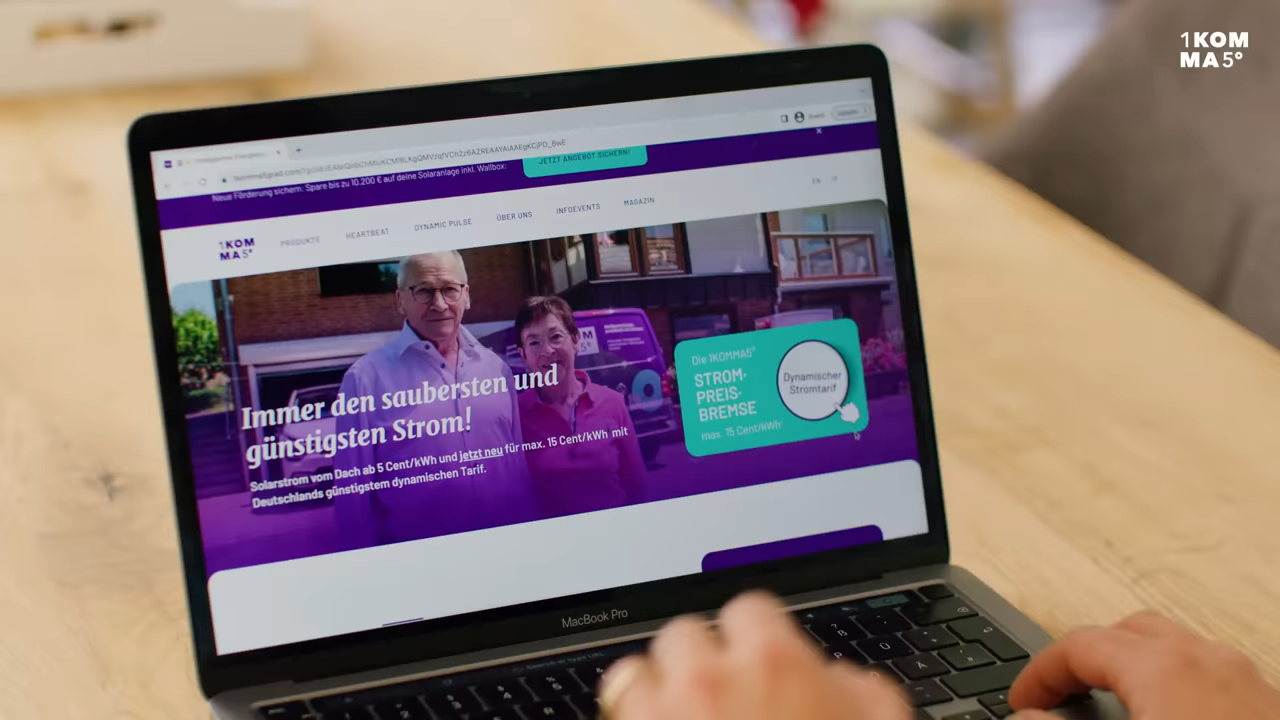 1KOM
MA5°
Neue Förderung sichern: Spare bis zu 10.200 € auf deine Solaranlage inkl. Wallbox:
JETZT ANGEBOT SICHERN!
1KOM
MA5°
PRODUKTE
HEARTBEAT
DYNAMIC PULSE
ÜBER UNS
INFOEVENTS
MAGAZIN
EN
Immer den saubersten und
günstigsten Strom!
Solarstrom vom Dach ab 5 Cent/kWh und jetzt neu für max. 15 Cent/kWh mit
Deutschlands günstigstem dynamischen Tarif.
Die 1KOMMA5°
STROM-
PREIS-
BREMSE
max. 15 Cent/kWh
Dynamischer
Stromtarif
MacBook Pro